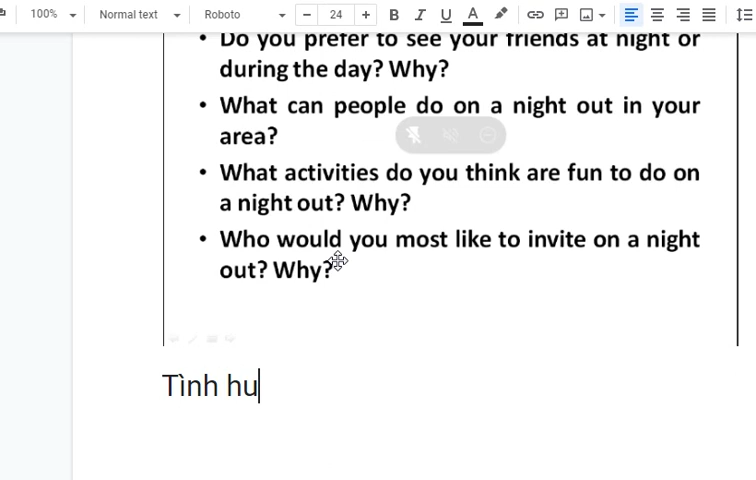 100% Normal text Roboto 24 B I U A
• Do you prefer to see your friends at night or
during the day? Why?
• What can people do on a night out in your
area?
• What activities do you think are fun to do on
a night out? Why?
• Who would you most like to invite on a night
out? Why?
Tình hu